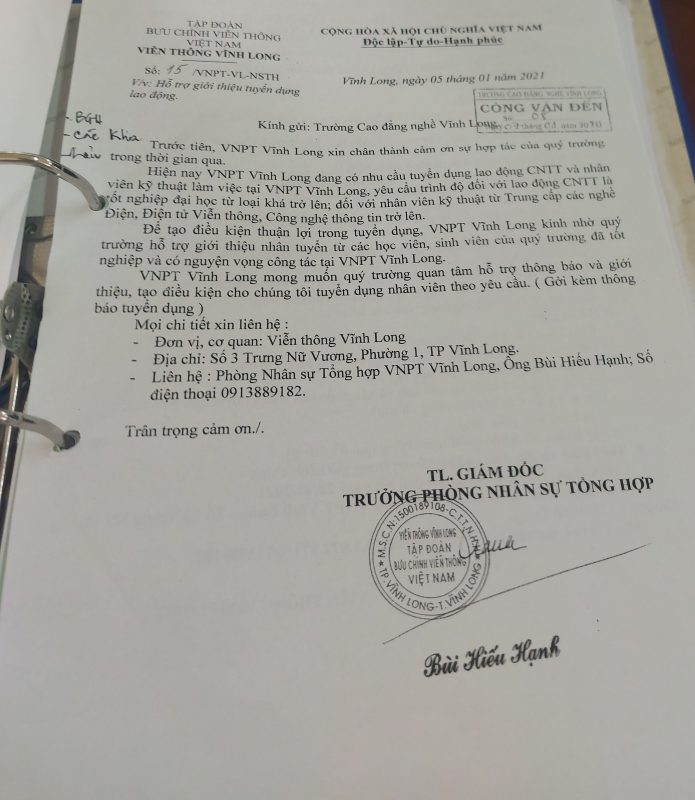 TẬP ĐOÀN
BƯU CHÍNH VIỄN THÔNG
VIỆT NAM
VIỄN THÔNG VĨNH LONG
Số: 15 /VNPT-VL-NSTH
V/v: Hỗ trợ giới thiệu tuyển dụng
lao động.
CỘNG HÒA XÃ HỘI CHỦ NGHĨA VIỆT NAM
Độc lập-Tự do-Hạnh phúc
Vĩnh Long, ngày 05 tháng 01 năm 2021
TRƯỜNG CAO ĐẲNG NGHỀ VĨNH LONG
CÔNG VĂN ĐẾN
- BGH
- Các Khoa
Kính gửi: Trường Cao đẳng nghề Vĩnh Long.
Trước tiên, VNPT Vĩnh Long xin chân thành cảm ơn sự hợp tác của quý trường
trong thời gian qua.
Hiện nay VNPT Vĩnh Long đang có nhu cầu tuyển dụng lao động CNTT và nhân
viên kỹ thuật làm việc tại VNPT Vĩnh Long, yêu cầu trình độ đối với lao động CNTT là
tốt nghiệp đại học từ loại khá trở lên; đối với nhân viên kỹ thuật từ Trung cấp các nghề
Điện, Điện tử Viễn thông, Công nghệ thông tin trở lên.
Để tạo điều kiện thuận lợi trong tuyển dụng, VNPT Vĩnh Long kính nhờ quý
trường hỗ trợ giới thiệu nhân tuyển từ các học viên, sinh viên của quý trường đã tốt
nghiệp và có nguyện vọng công tác tại VNPT Vĩnh Long.
VNPT Vĩnh Long mong muốn quý trường quan tâm hỗ trợ thông báo và giới
thiệu, tạo điều kiện cho chúng tôi tuyển dụng nhân viên theo yêu cầu. ( Gởi kèm thông
báo tuyển dụng )
Mọi chi tiết xin liên hệ :
- Đơn vị, cơ quan: Viễn thông Vĩnh Long
- Địa chỉ: Số 3 Trưng Nữ Vương, Phường 1, TP Vĩnh Long.
- Liên hệ : Phòng Nhân sự Tổng hợp VNPT Vĩnh Long, Ông Bùi Hiếu Hạnh; Số
điện thoại 0913889182.
Trân trọng cảm ơn./.
TL. GIÁM ĐỐC
TRƯỞNG PHÒNG NHÂN SỰ TỔNG HỢP
M.S.C.N:1500189108-C.T.T.N.H.H
VIỄN THÔNG VĨNH LONG
TẬP ĐOÀN
BƯU CHÍNH VIỄN THÔNG
VIỆT NAM
TP.VĨNH LONG-T.VĨNH LONG
Bùi Hiếu Hạnh